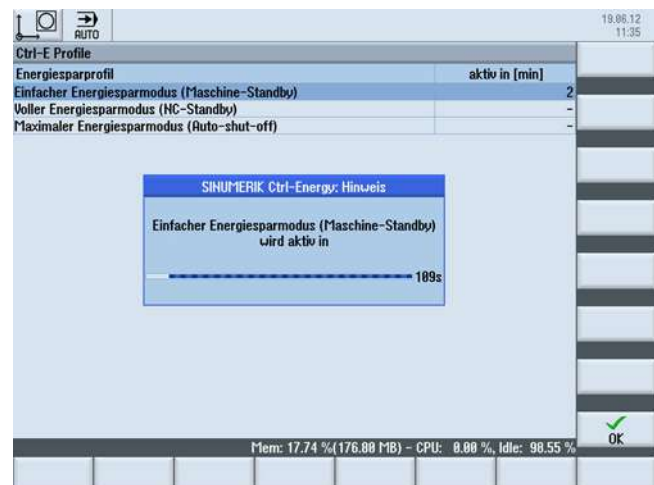 19.06.12
11:35
AUTO
Ctrl-E Profile
Energiesparprofil aktiv in [min]
Einfacher Energiesparmodus (Maschine-Standby) 2
Voller Energiesparmodus (NC-Standby) -
Maximaler Energiesparmodus (Auto-shut-off) -
SINUMERIK Ctrl-Energy: Hinweis
Einfacher Energiesparmodus (Maschine-Standby)
wird aktiv in
109s
OK
Mem: 17.74 %(176.80 MB) - CPU: 0.00 %, Idle: 98.55 %